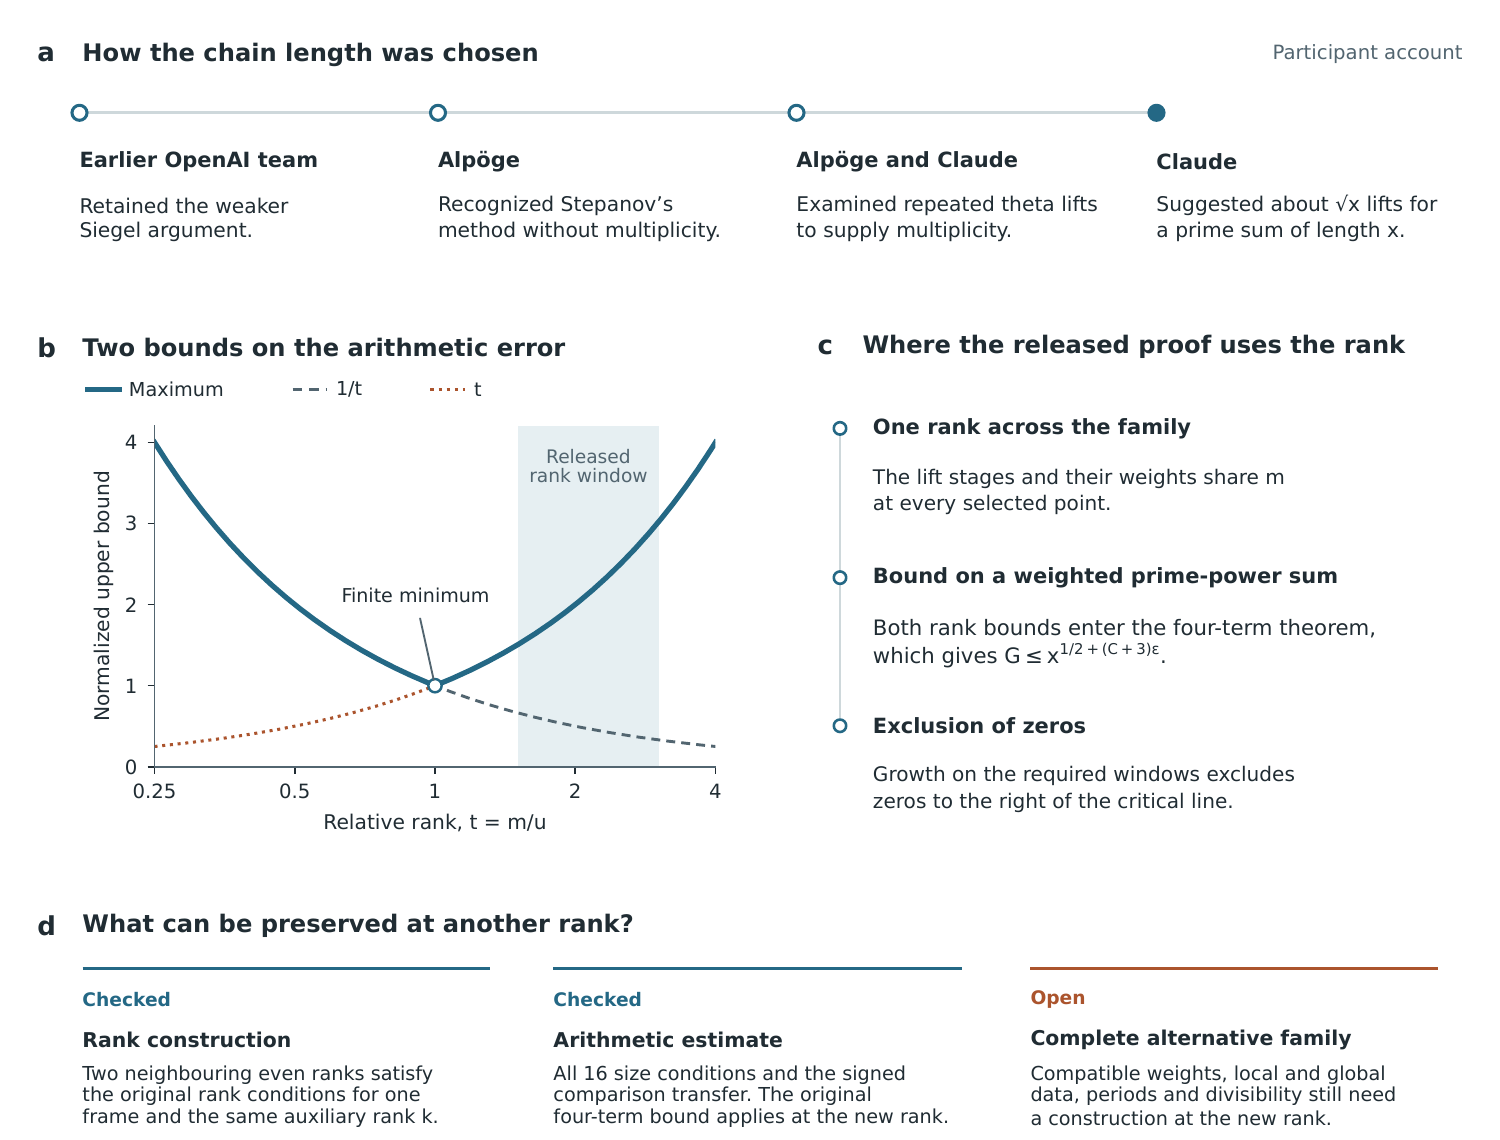 a How the chain length was chosen
Participant account
Earlier OpenAI team
Retained the weaker
Siegel argument.
Alpöge
Recognized Stepanov’s
method without multiplicity.
Alpöge and Claude
Examined repeated theta lifts
to supply multiplicity.
Claude
Suggested about √x lifts for
a prime sum of length x.
b Two bounds on the arithmetic error
Maximum
1/t
t
Normalized upper bound
4
3
2
1
0
Released
rank window
Finite minimum
0.25
0.5
1
2
4
Relative rank, t = m/u
c Where the released proof uses the rank
One rank across the family
The lift stages and their weights share m
at every selected point.
Bound on a weighted prime-power sum
Both rank bounds enter the four-term theorem,
which gives G ≤ x^{1/2 + (C + 3)ε}.
Exclusion of zeros
Growth on the required windows excludes
zeros to the right of the critical line.
d What can be preserved at another rank?
Checked
Rank construction
Two neighbouring even ranks satisfy
the original rank conditions for one
frame and the same auxiliary rank k.
Checked
Arithmetic estimate
All 16 size conditions and the signed
comparison transfer. The original
four-term bound applies at the new rank.
Open
Complete alternative family
Compatible weights, local and global
data, periods and divisibility still need
a construction at the new rank.